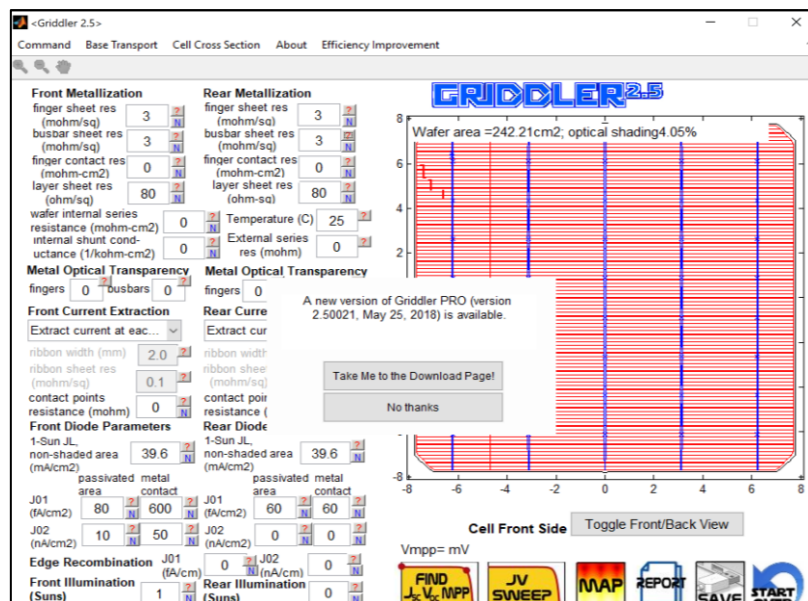 <Griddler 2.5>
Command Base Transport Cell Cross Section About Efficiency Improvement
GRIDDLER 2.5
Front Metallization Rear Metallization
finger sheet res (mohm/sq) 3 ? N finger sheet res (mohm/sq) 3 ? N
busbar sheet res (mohm/sq) 3 ? N busbar sheet res (mohm/sq) 3 ? N
finger contact res (mohm-cm2) 0 ? N finger contact res (mohm-cm2) 0 ? N
layer sheet res (ohm/sq) 80 ? N layer sheet res (ohm-sq) 80 ? N
wafer internal series resistance (mohm-cm2) 0 ? N Temperature (C) 25 ?
internal shunt cond-
uctance (1/kohm-cm2) 0 ? N External series res (mohm) 0 ?
Metal Optical Transparency Metal Optical Transparency
fingers 0 ? busbars 0 ? fingers 0
Front Current Extraction Rear Current
Extract current at eac... Extract cur
ribbon width (mm) 2.0 ? ribbon width
ribbon sheet res (mohm/sq) 0.1 ? ribbon sheet (mohm/sq)
contact points resistance (mohm) 0 ? N contact poi resistance (
Front Diode Parameters Rear Diode
1-Sun JL, non-shaded area (mA/cm2) 39.6 ? N 1-Sun JL, non-shaded area (mA/cm2) 39.6 ? N
passivated area metal contact passivated area metal contact
J01 (fA/cm2) 80 ? N 600 ? N J01 (fA/cm2) 60 ? N 60 ? N
J02 (nA/cm2) 10 ? N 50 ? N J02 (nA/cm2) 0 ? N 0 ? N
Edge Recombination J01 (fA/cm) 0 ? N J02 (nA/cm) 0 ? N
Front Illumination (Suns) 1 ? N Rear Illumination (Suns) 0 ? N
A new version of Griddler PRO (version
2.50021, May 25, 2018) is available.
Take Me to the Download Page!
No thanks
Wafer area =242.21cm2; optical shading4.05%
8
6
4
2
-8
-8 -6 -4 -2 0 2 4 6 8
Cell Front Side Toggle Front/Back View
Vmpp= mV
FIND
Jsc Voc MPP
JV
SWEEP
MAP
REPORT
SAVE
START
OVER